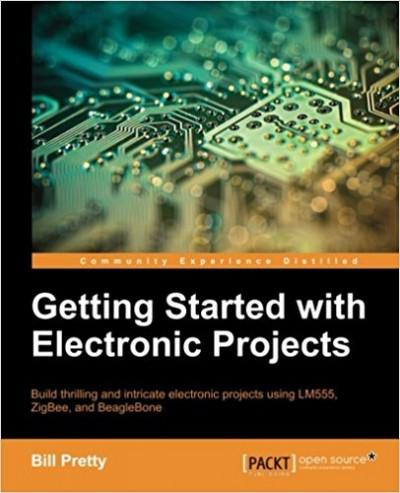 Community Experience Distilled
Getting Started with
Electronic Projects
Build thrilling and intricate electronic projects using LM555,
ZigBee, and BeagleBone
Bill Pretty
[PACKT] open source*
PUBLISHING